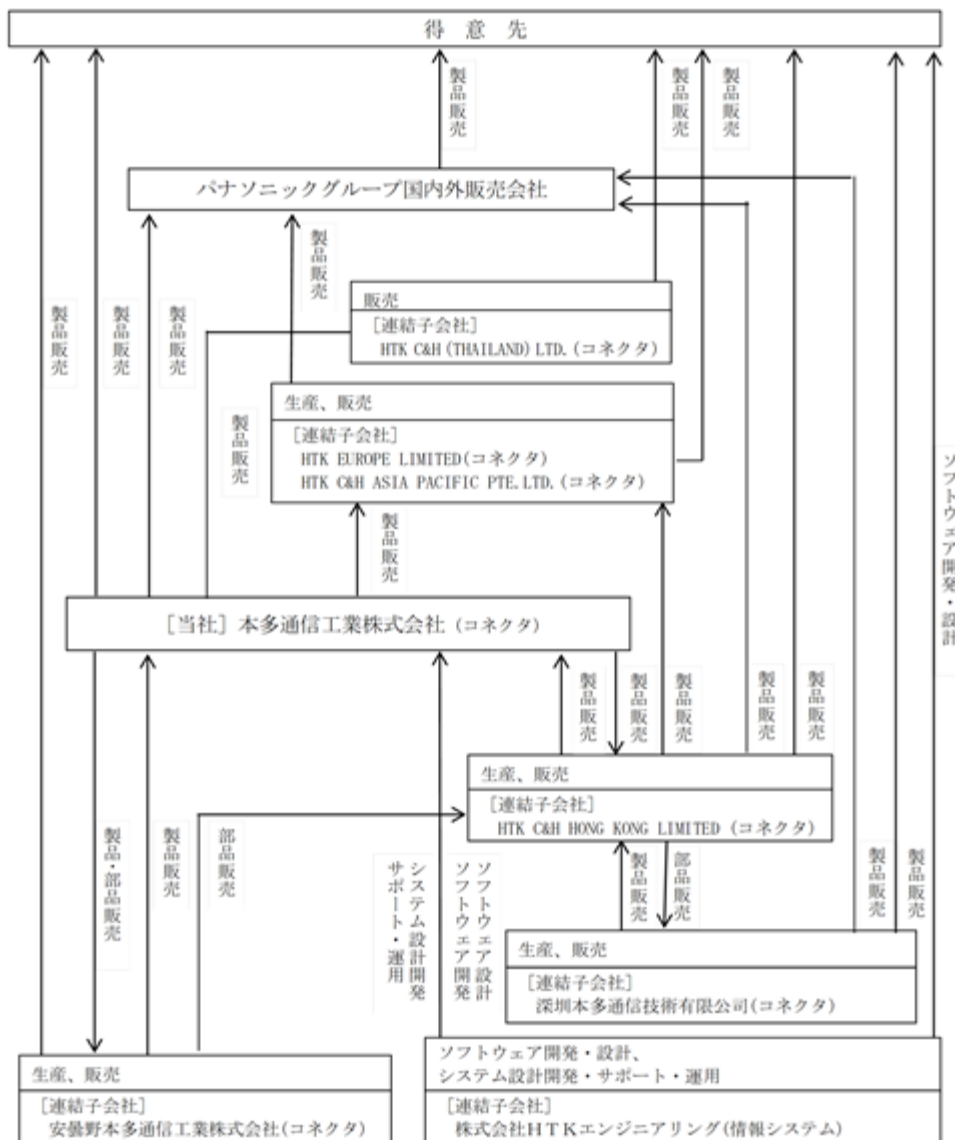 得意先
製品販売
製品販売
製品販売
パナソニックグループ国内外販売会社
製品販売
製品販売
製品販売
製品販売
販売
[連結子会社]
HTK C&H(THAILAND)LTD.(コネクタ)
製品販売
生産、販売
[連結子会社]
HTK EUROPE LIMITED(コネクタ)
HTK C&H ASIA PACIFIC PTE.LTD.(コネクタ)
製品販売
ソフトウェア開発・設計
[当社]本多通信工業株式会社(コネクタ)
製品販売
製品販売
製品販売
製品販売
製品販売
生産、販売
[連結子会社]
HTK C&H HONG KONG LIMITED (コネクタ)
製品・部品販売
製品販売
部品販売
ソフトウェア設計
ソフトウェア開発
システム設計開発
サポート・運用
製品販売
部品販売
製品販売
製品販売
生産、販売
[連結子会社]
深圳本多通信技術有限公司(コネクタ)
生産、販売
[連結子会社]
安曇野本多通信工業株式会社(コネクタ)
ソフトウェア開発・設計、
システム設計開発・サポート・運用
[連結子会社]
株式会社HTKエンジニアリング(情報システム)